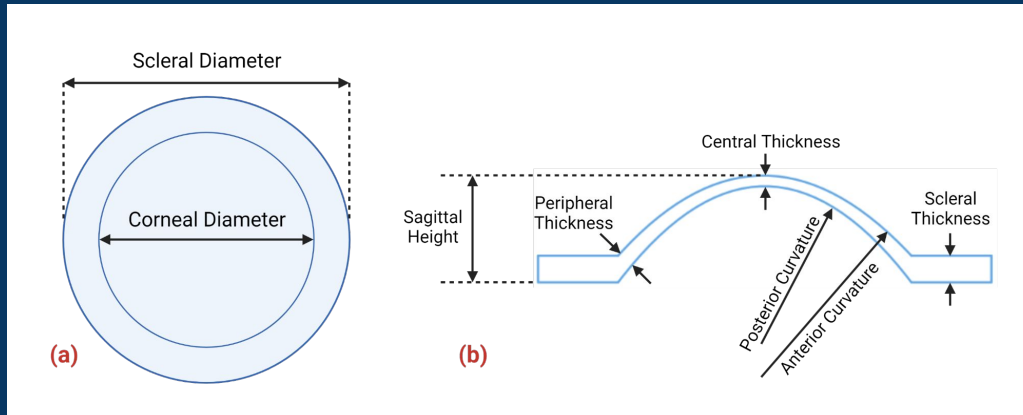 Scleral Diameter
Corneal Diameter
(a)
Central Thickness
Peripheral
Thickness
Scleral
Thickness
Sagittal
Height
Posterior Curvature
Anterior Curvature
(b)